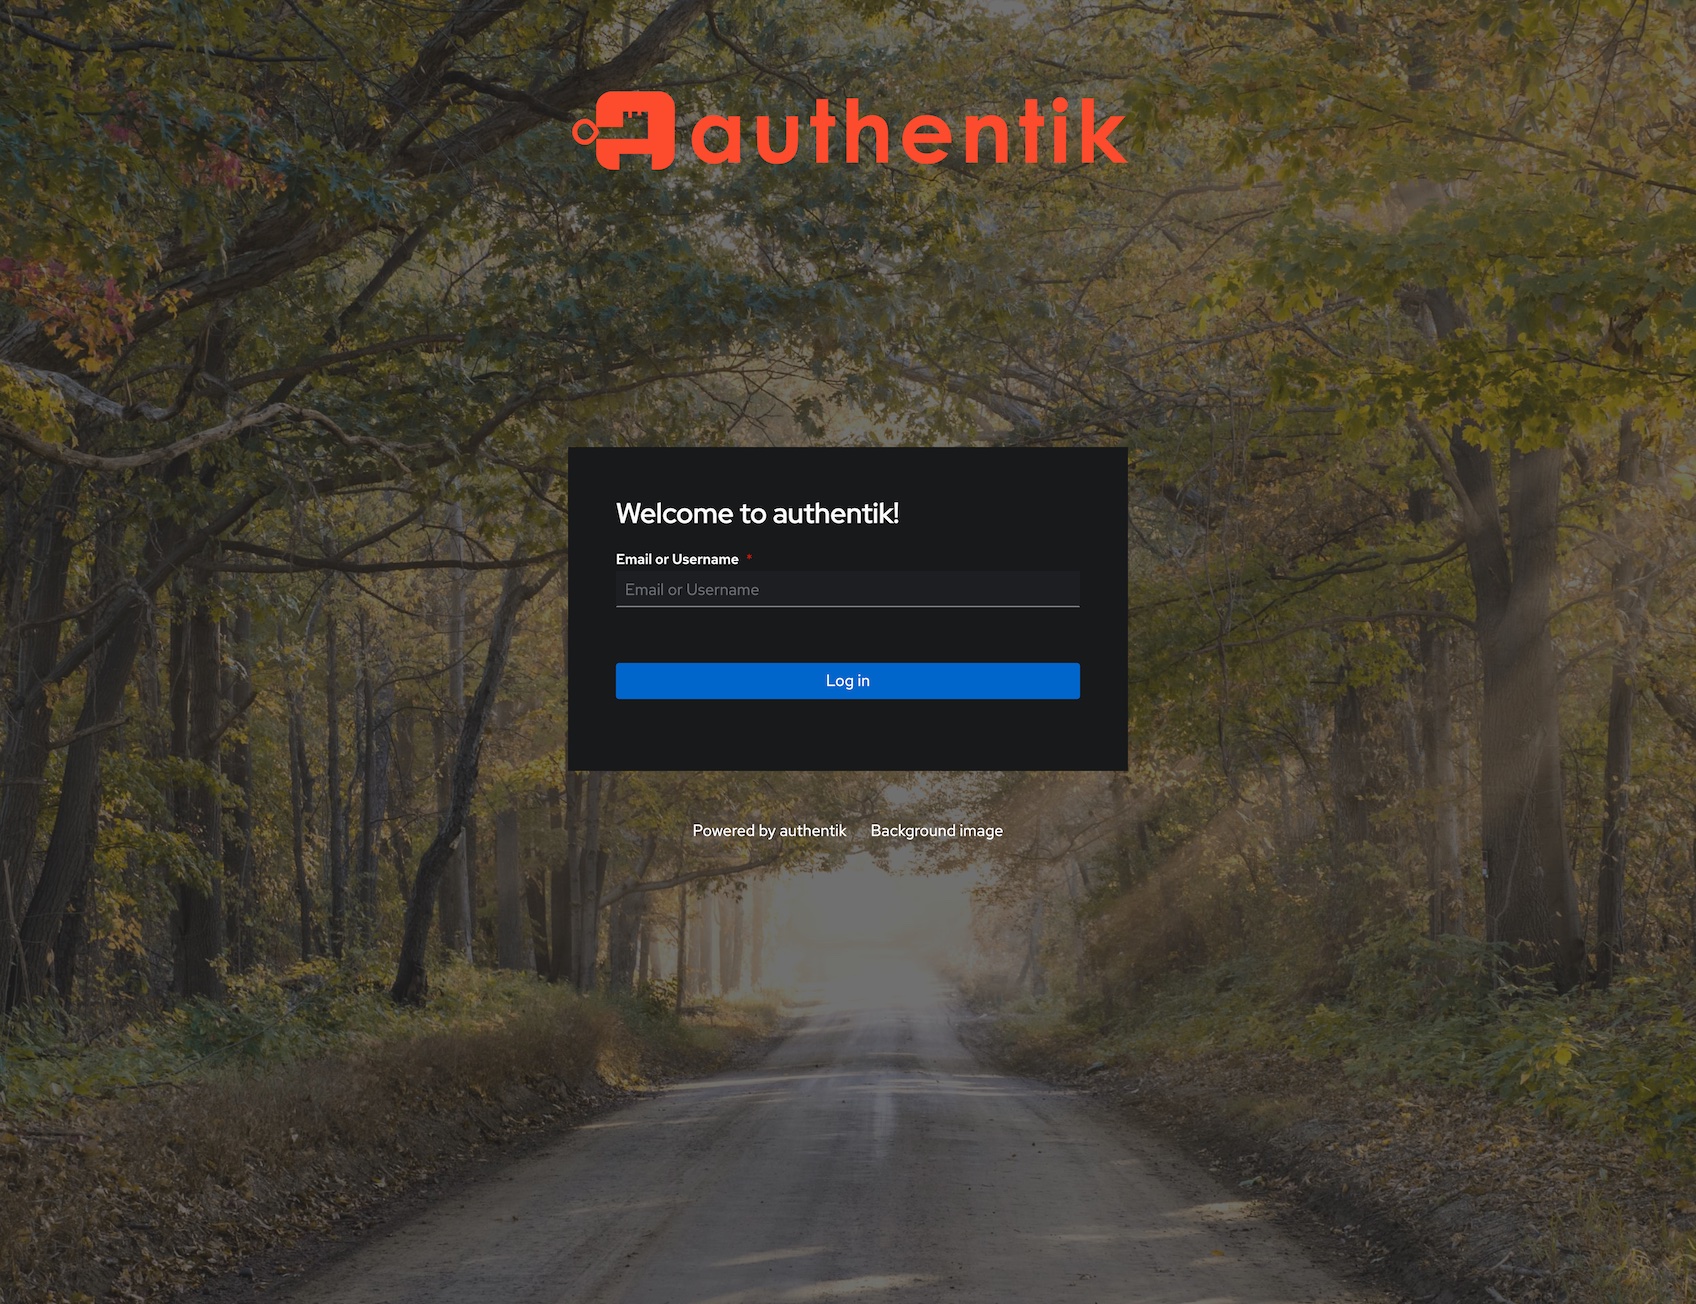 authentik
Welcome to authentik!
Email or Username *
Email or Username
Log in
Powered by authentik Background image